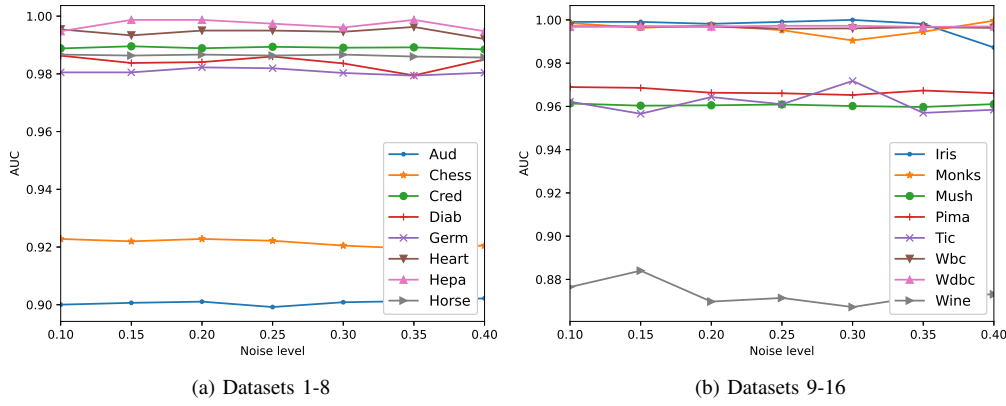 1.00
0.98
0.96
0.94
0.92
0.90
AUC
0.10 0.15 0.20 0.25 0.30 0.35 0.40
Noise level
Aud
Chess
Cred
Diab
Germ
Heart
Hepa
Horse
(a) Datasets 1-8
1.00
0.98
0.96
0.94
0.92
0.90
0.88
AUC
0.10 0.15 0.20 0.25 0.30 0.35 0.40
Noise level
Iris
Monks
Mush
Pima
Tic
Wbc
Wdbc
Wine
(b) Datasets 9-16